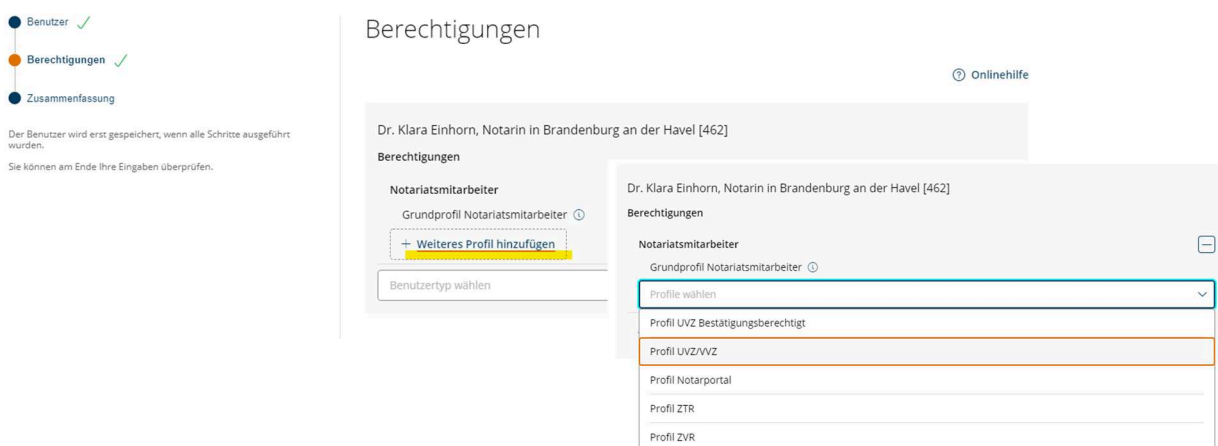 Benutzer
Berechtigungen
Zusammenfassung
Der Benutzer wird erst gespeichert, wenn alle Schritte ausgeführt
wurden.
Sie können am Ende Ihre Eingaben überprüfen.
Berechtigungen
Onlinehilfe
Dr. Klara Einhorn, Notarin in Brandenburg an der Havel [462]
Berechtigungen
Notariatsmitarbeiter
Grundprofil Notariatsmitarbeiter
+ Weiteres Profil hinzufügen
Benutzertyp wählen
Dr. Klara Einhorn, Notarin in Brandenburg an der Havel [462]
Berechtigungen
Notariatsmitarbeiter
Grundprofil Notariatsmitarbeiter
Profile wählen
Profil UVZ Bestätigungsberechtigt
Profil UVZ/VVZ
Profil Notarportal
Profil ZTR
Profil ZVR